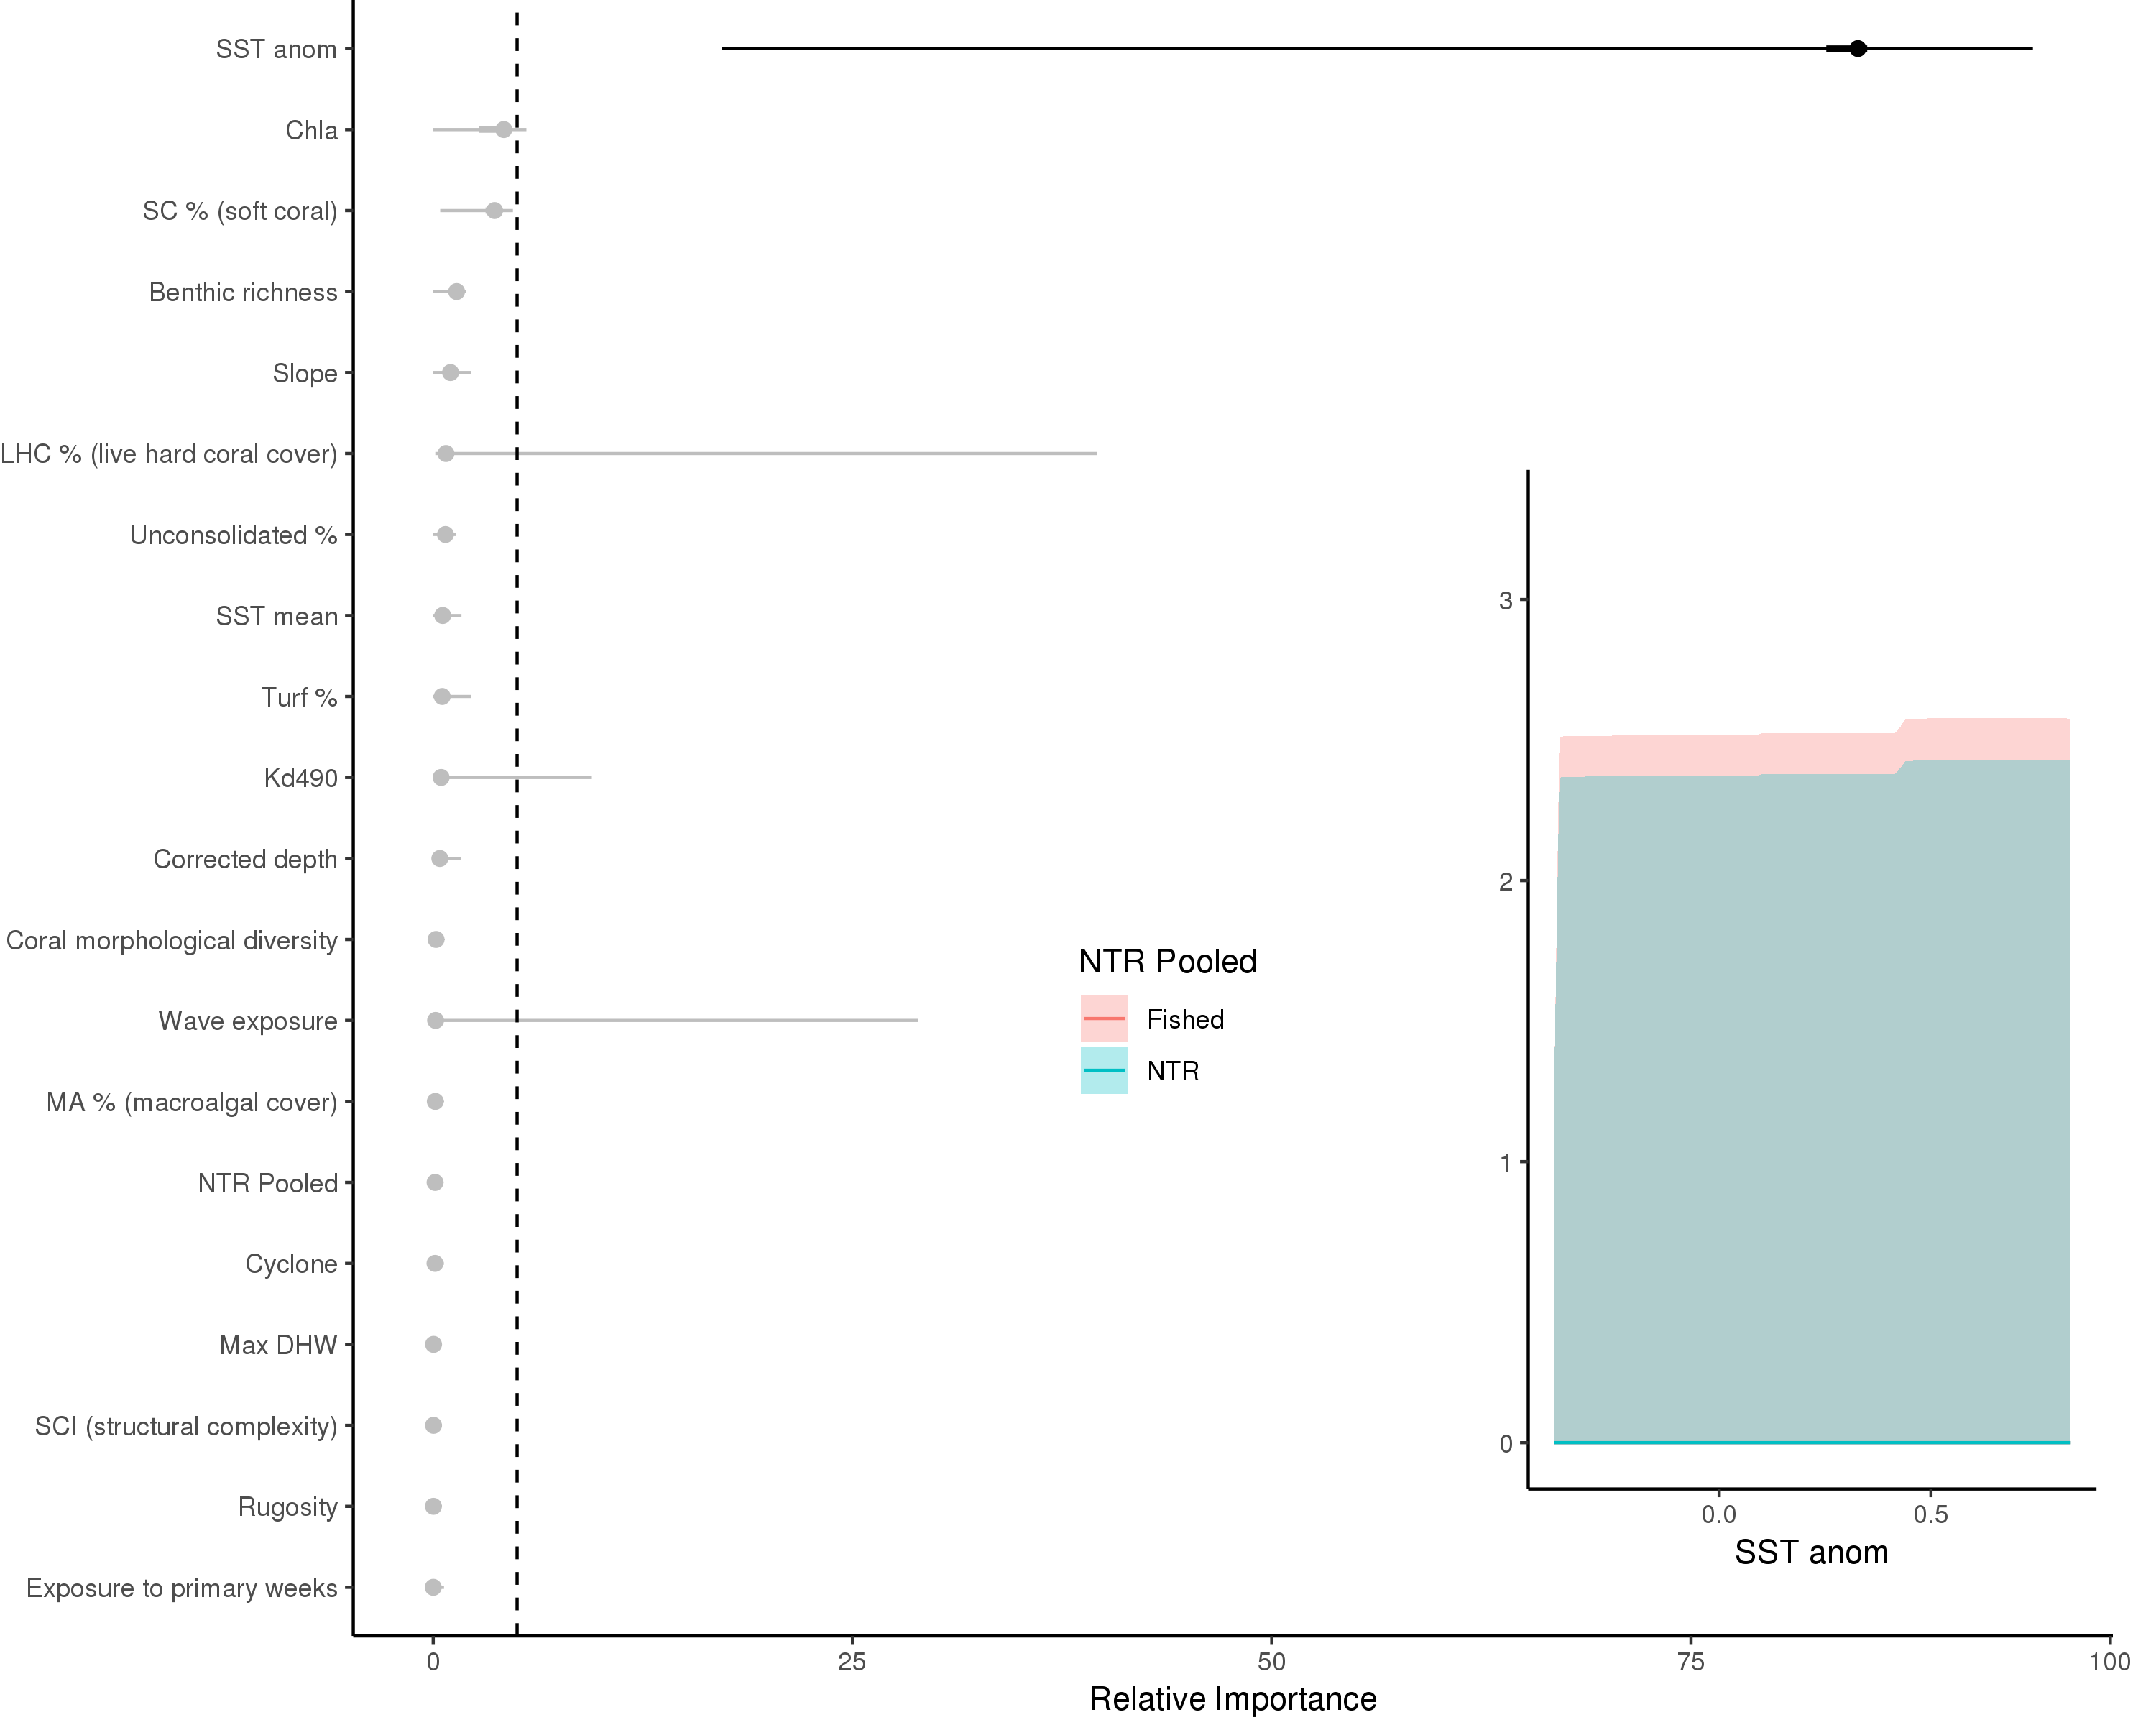 SST anom
Chla
SC % (soft coral)
Benthic richness
Slope
LHC % (live hard coral cover)
Unconsolidated %
SST mean
Turf %
Kd490
Corrected depth
Coral morphological diversity
Wave exposure
MA % (macroalgal cover)
NTR Pooled
Cyclone
Max DHW
SCI (structural complexity)
Rugosity
Exposure to primary weeks
0 25 50 75 100
Relative Importance
NTR Pooled
Fished
NTR
3
2
1
0
0.0 0.5
SST anom